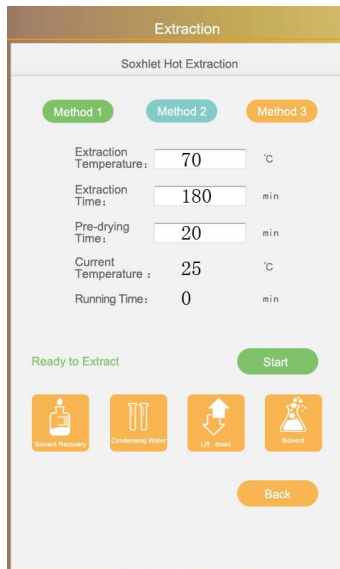 Extraction
Soxhlet Hot Extraction
Method 1 Method 2 Method 3
Extraction
Temperature: 70 ℃
Extraction
Time: 180 min
Pre-drying
Time: 20 min
Current
Temperature : 25 ℃
Running Time: 0 min
Ready to Extract Start
Solvent Recovery Condensing Water Lift: down Solvent
Back